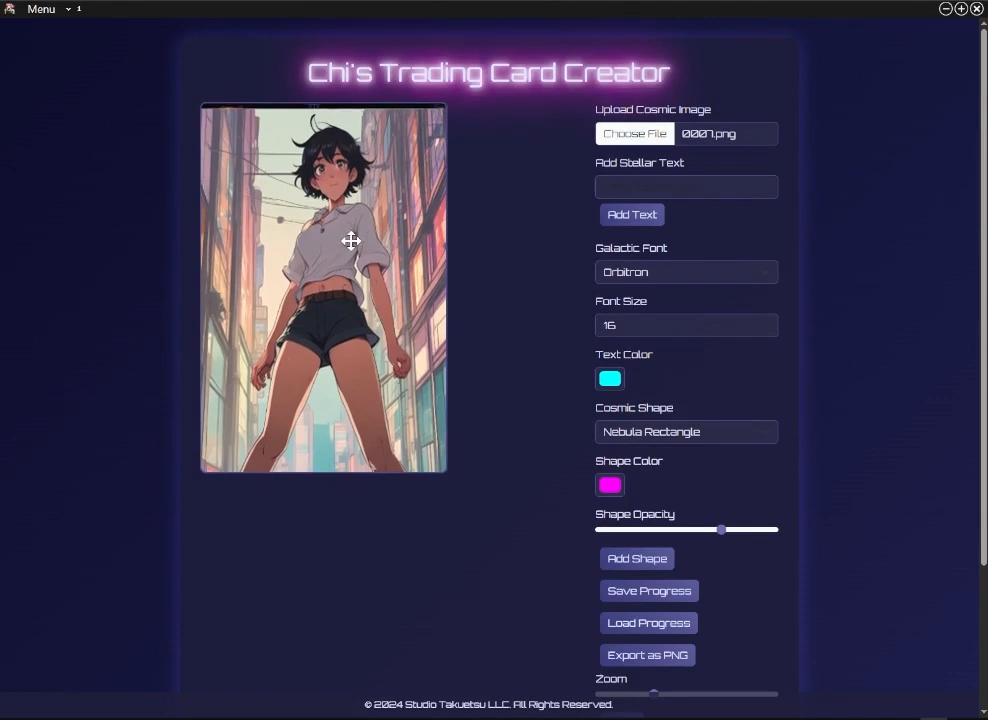 Menu 1
Chi's Trading Card Creator
Upload Cosmic Image
Choose File 0007.png
Add Stellar Text
Add Text
Galactic Font
Orbitron
Font Size
16
Text Color
Cosmic Shape
Nebula Rectangle
Shape Color
Shape Opacity
Add Shape
Save Progress
Load Progress
Export as PNG
Zoom
© 2024 Studio Takuetsu LLC. All Rights Reserved.